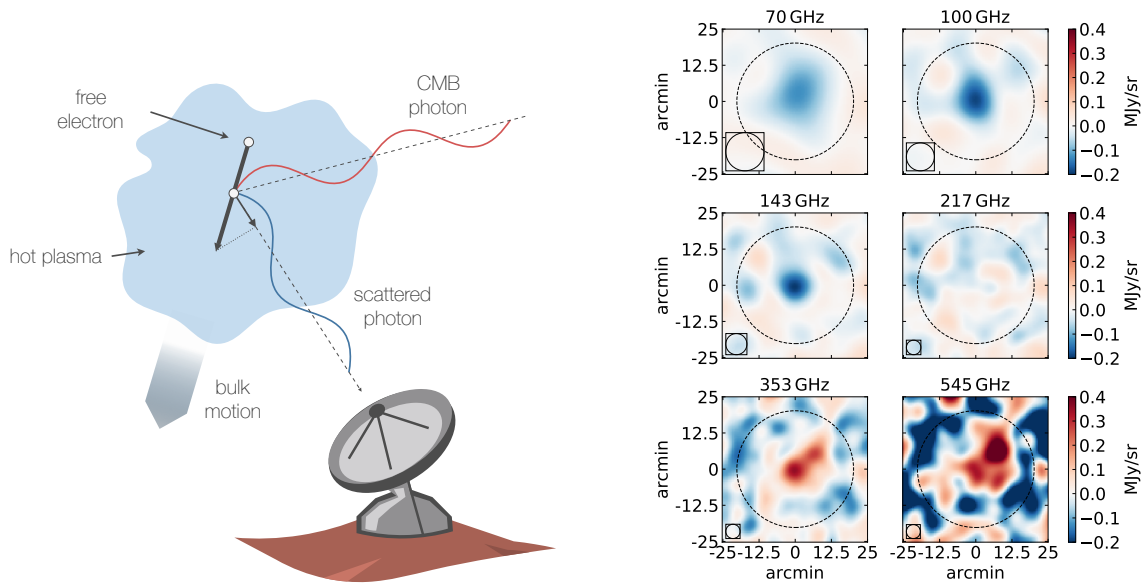 free
electron
CMB
photon
hot plasma
scattered
photon
bulk
motion
70 GHz
100 GHz
25
12.5
0
-12.5
-25
arcmin
0.4
0.3
0.2
0.1
0.0
−0.1
−0.2
MJy/sr
143 GHz
217 GHz
25
12.5
0
-12.5
-25
arcmin
0.4
0.3
0.2
0.1
0.0
−0.1
−0.2
MJy/sr
353 GHz
545 GHz
25
12.5
0
-12.5
-25
arcmin
0.4
0.3
0.2
0.1
0.0
−0.1
−0.2
MJy/sr
-25 -12.5 0 12.5 25
-25 -12.5 0 12.5 25
arcmin
arcmin